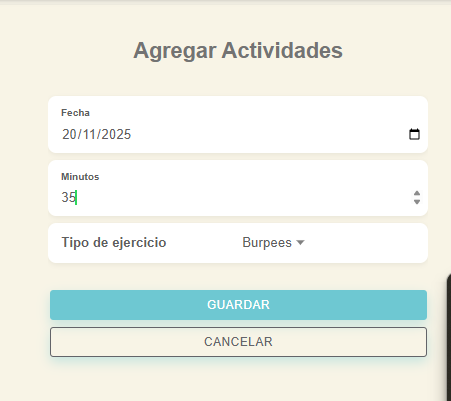 Agregar Actividades
Fecha
20/11/2025
Minutos
35
Tipo de ejercicio Burpees
GUARDAR
CANCELAR